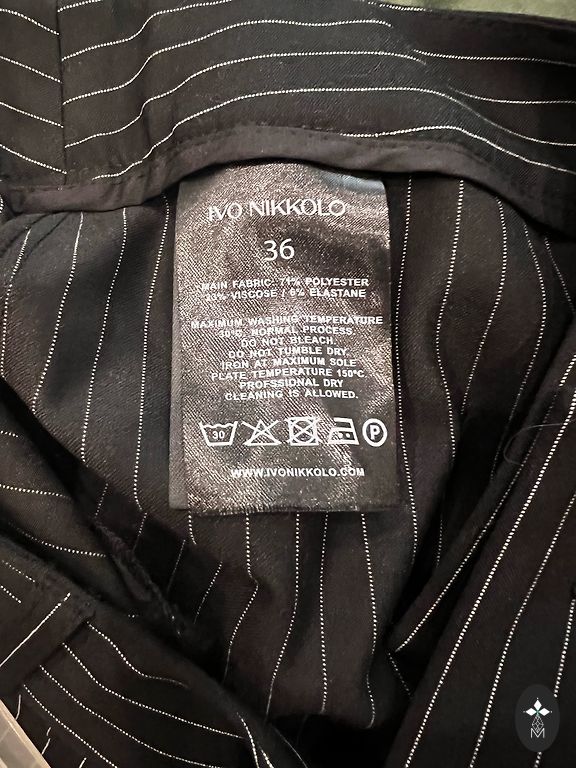 IVO NIKKOLO
36
MAIN FABRIC: 71% POLYESTER
23% VISCOSE / 6% ELASTANE
MAXIMUM WASHING TEMPERATURE
30°C, NORMAL PROCESS
DO NOT BLEACH.
DO NOT TUMBLE DRY.
IRON AT MAXIMUM SOLE
PLATE TEMPERATURE 150°C.
PROFSSIONAL DRY
CLEANING IS ALLOWED.
30 P
WWW.IVONIKKOLO.COM